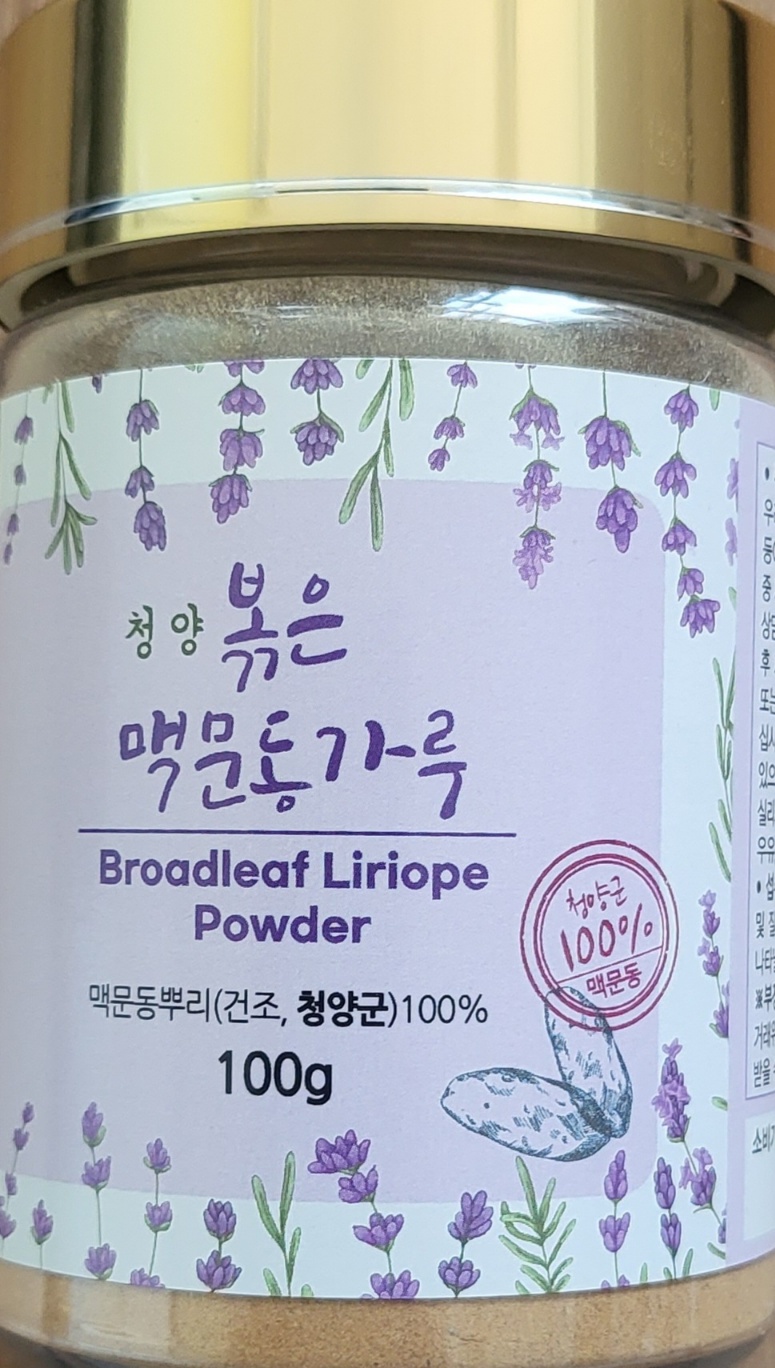 청양 볶은
맥문동가루
Broadleaf Liriope
Powder
청양군
100%
맥문동
맥문동뿌리(건조, 청양군)100%
100g